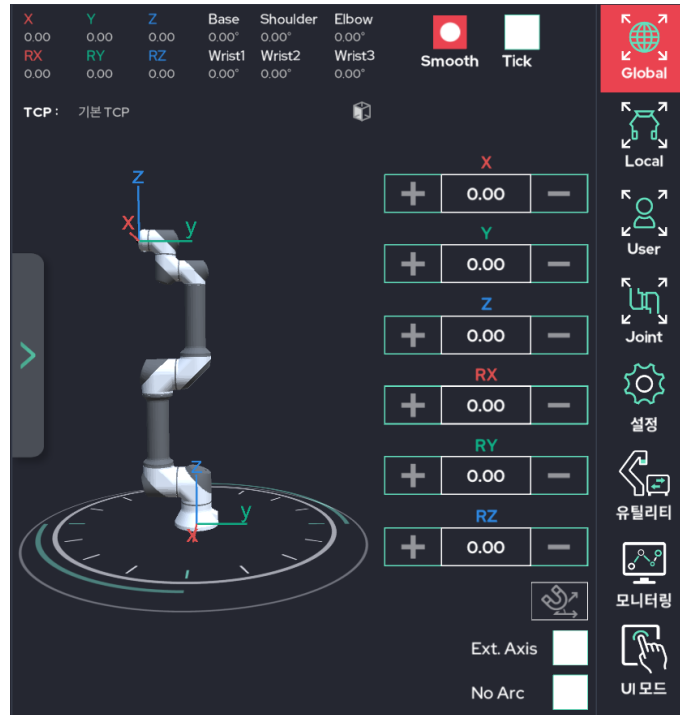 X Y Z Base Shoulder Elbow
0.00 0.00 0.00 0.00° 0.00° 0.00°
RX RY RZ Wrist1 Wrist2 Wrist3
0.00 0.00 0.00 0.00° 0.00° 0.00°
Smooth Tick
TCP : 기본 TCP
Z
X y
Z
y
X
X
+ 0.00 −
Y
+ 0.00 −
Z
+ 0.00 −
RX
+ 0.00 −
RY
+ 0.00 −
RZ
+ 0.00 −
Ext. Axis
No Arc
Global
Local
User
Joint
설정
유틸리티
모니터링
UI 모드